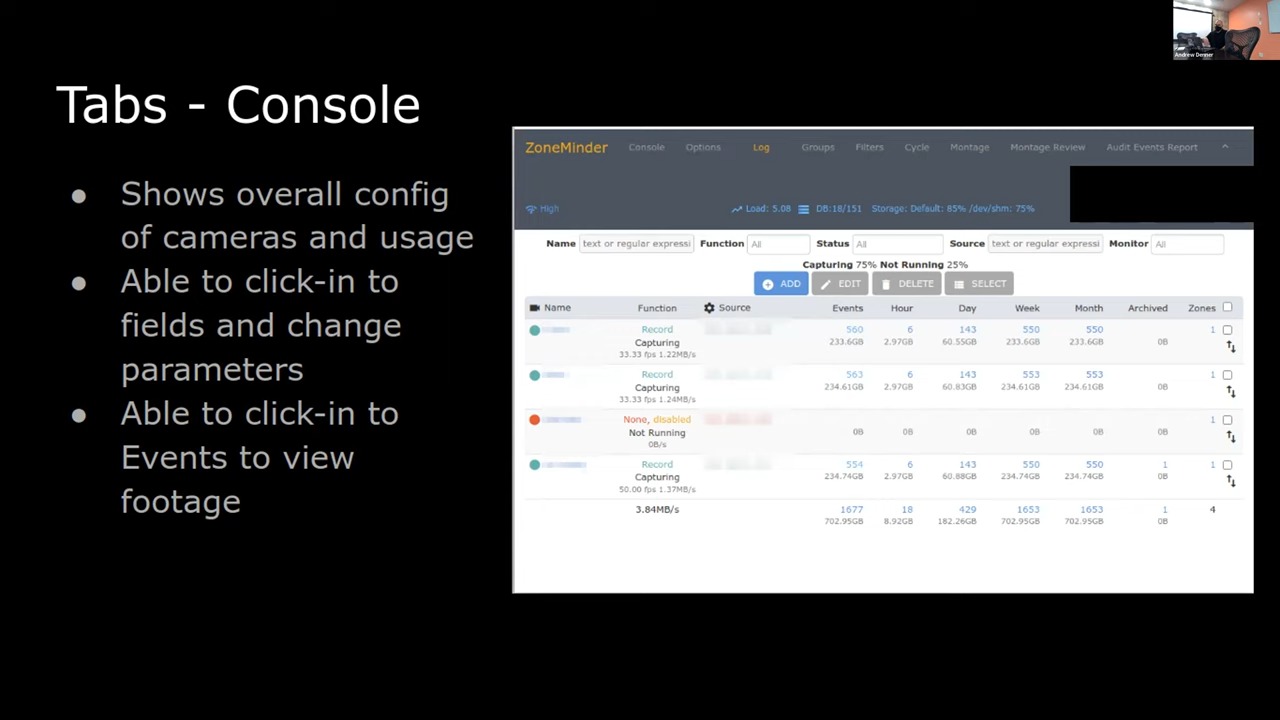 Andrew Denner
Tabs - Console
● Shows overall config
of cameras and usage
● Able to click-in to
fields and change
parameters
● Able to click-in to
Events to view
footage
ZoneMinder Console Options Log Groups Filters Cycle Montage Montage Review Audit Events Report
High Load: 5.08 DB:18/151 Storage: Default: 85% /dev/shm: 75%
Name text or regular expressi Function All Status All Source text or regular expressi Monitor All
Capturing 75% Not Running 25%
ADD EDIT DELETE SELECT
Name Function Source Events Hour Day Week Month Archived Zones
Record 560 6 143 550 550 1
Capturing 233.6GB 2.97GB 60.55GB 233.6GB 233.6GB 0B
33.33 fps 1.22MB/s
Record 563 6 143 553 553 1
Capturing 234.61GB 2.97GB 60.83GB 234.61GB 234.61GB 0B
33.33 fps 1.24MB/s
None, disabled 1
Not Running 0B 0B 0B 0B 0B 0B
0B/s
Record 554 6 143 550 550 1 1
Capturing 234.74GB 2.97GB 60.88GB 234.74GB 234.74GB 0B
50.00 fps 1.37MB/s
3.84MB/s 1677 18 429 1653 1653 1 4
702.95GB 8.92GB 182.26GB 702.95GB 702.95GB 0B